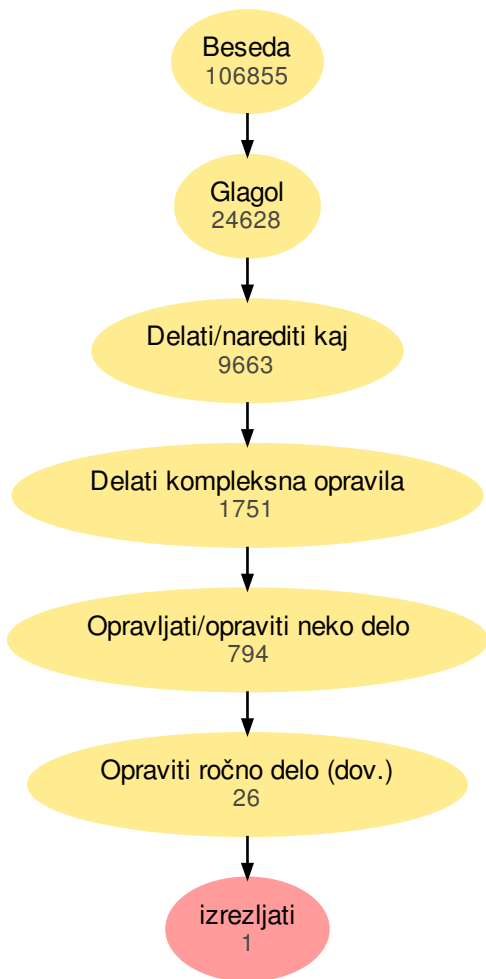 Beseda
106855
Glagol
24628
Delati/narediti kaj
9663
Delati kompleksna opravila
1751
Opravljati/opraviti neko delo
794
Opraviti ročno delo (dov.)
26
izrezljati
1